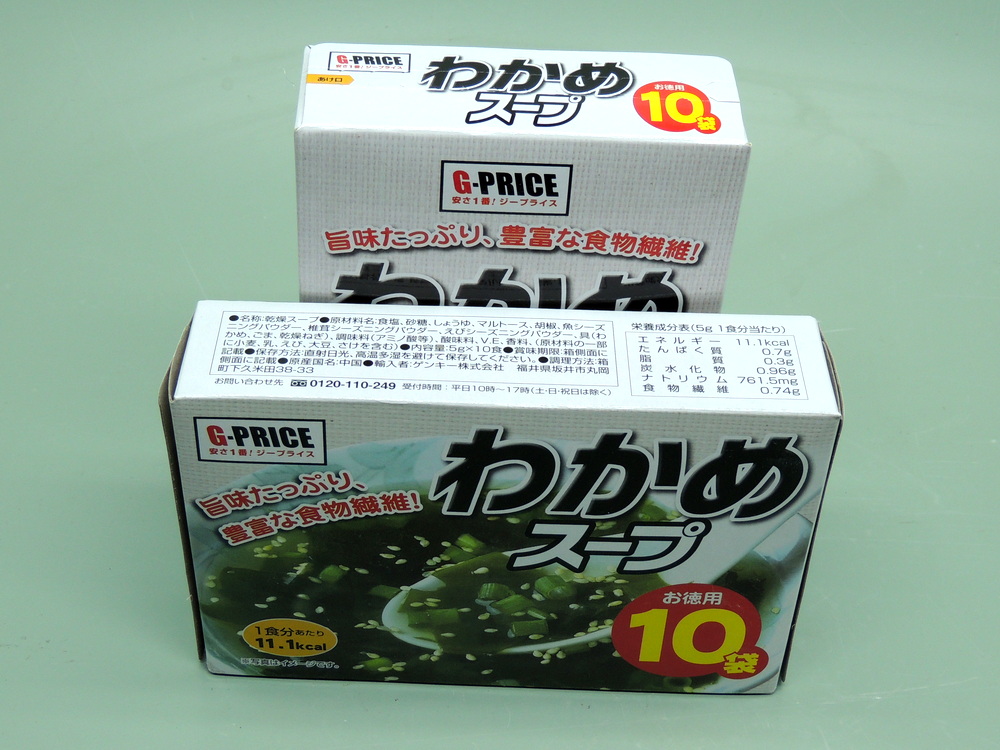 G-PRICE
安さ1番!ジープライス
あけ口
わかめ
スープ
お徳用
10袋
G-PRICE
安さ1番!ジープライス
旨味たっぷり、豊富な食物繊維!
わかめ
●名称:乾燥スープ●原材料名:食塩、砂糖、しょうゆ、マルトース、胡椒、魚シーズ
ニングパウダー、椎茸シーズニングパウダー、えびシーズニングパウダー、具(わ
かめ、ごま、乾燥ねぎ)、調味料(アミノ酸等)、酸味料、V.E、香料、(原材料の一部
に小麦、乳、えび、大豆、さけを含む)●内容量:5g×10食●賞味期限:箱側面に
記載●保存方法:直射日光、高温多湿を避けて保存してください。●調理方法:箱
側面に記載●原産国名:中国●輸入者:ゲンキー株式会社 福井県坂井市丸岡
町下久米田38-33
お問い合わせ先 0120-110-249 受付時間:平日10時〜17時(土・祝日は除く)
栄養成分表(5g 1食分当たり)
エネルギー 11.1kcal
たんぱく質 0.7g
脂質 0.3g
炭水化物 0.96g
ナトリウム 761.5mg
食物繊維 0.74g
G-PRICE
安さ1番!ジープライス
旨味たっぷり、
豊富な食物繊維!
わかめ
スープ
お徳用
10袋
1食分あたり
11.1kcal
※写真はイメージです。